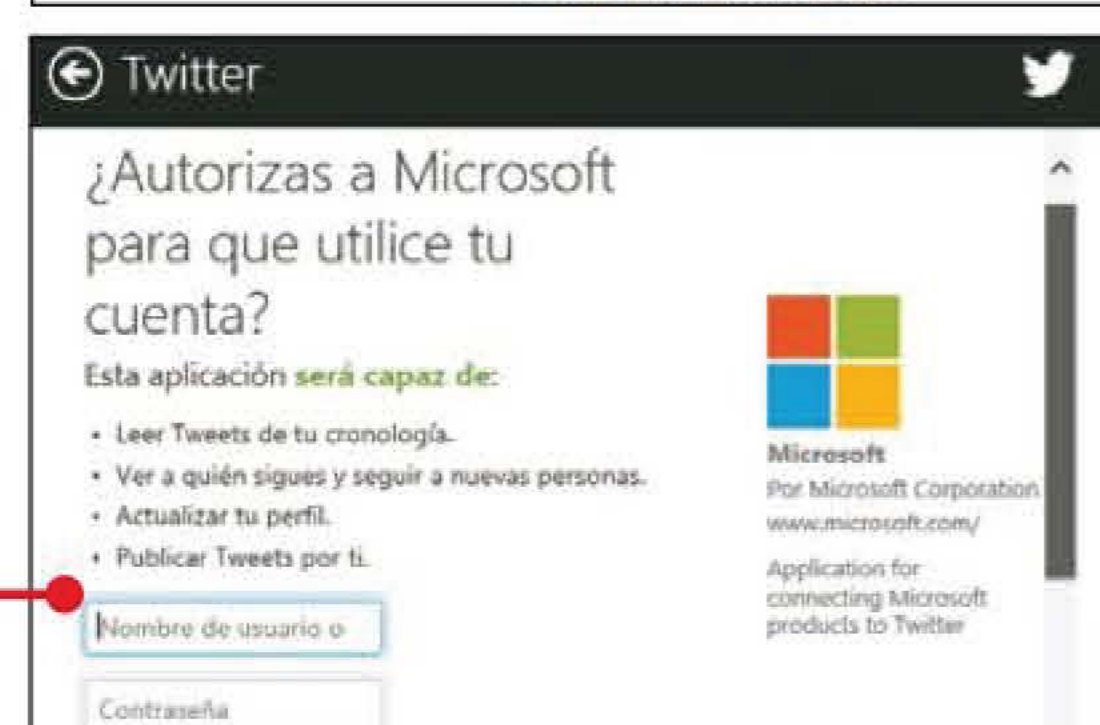 Twitter
¿Autorizas a Microsoft
para que utilice tu
cuenta?
Esta aplicación será capaz de:
• Leer Tweets de tu cronología.
• Ver a quién sigues y seguir a nuevas personas.
• Actualizar tu perfil.
• Publicar Tweets por ti.
Nombre de usuario o
Contraseña
Microsoft
Por Microsoft Corporation
www.microsoft.com/
Application for
connecting Microsoft
products to Twitter